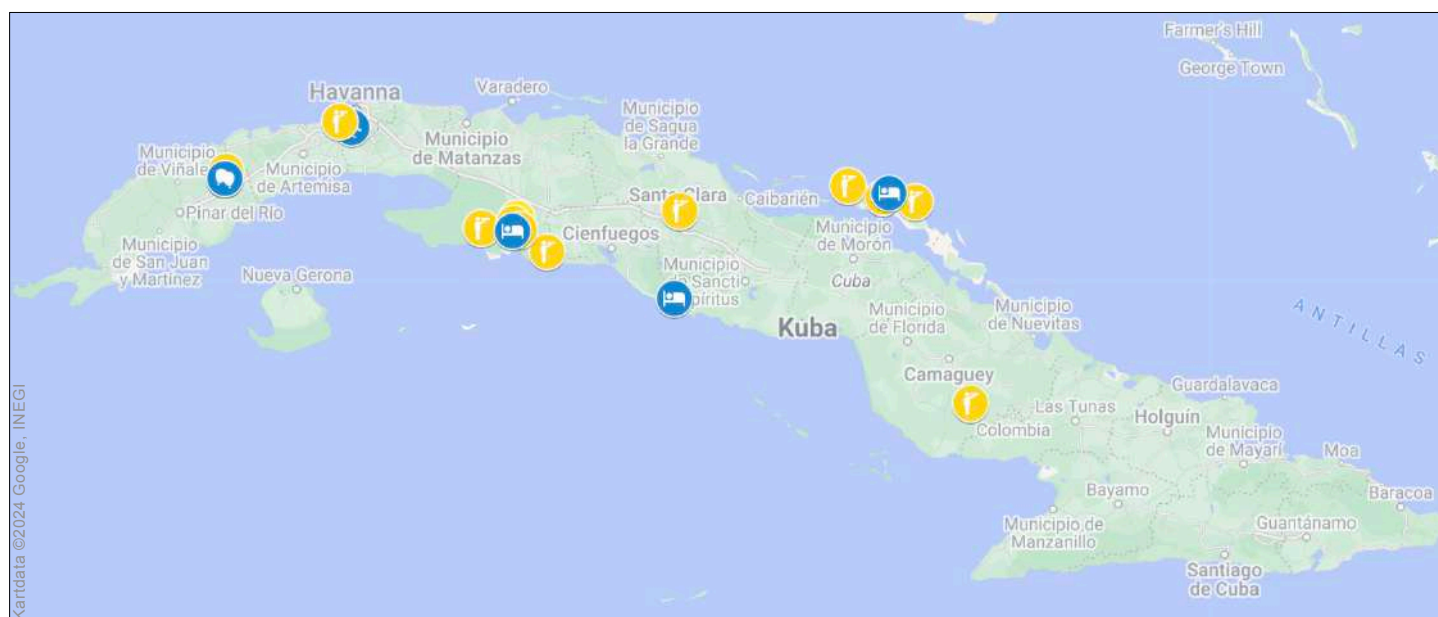 Farmer's Hill
George Town
Havanna
Varadero
Municipio
de Sagua
la Grande
Municipio
de Matanzas
Municipio
de Viñale
Municipio
de Artemisa
Pinar del Río
Santa Clara
Caibarién
Cienfuegos
Municipio
de Morón
Municipio
de San Juan
y Martínez
Nueva Gerona
Municipio
de Sancti
píritus
Cuba
Municipio
de Florida
Municipio
de Nuevitas
ANTILLAS
Kuba
Camaguey
Guardalavaca
Las Tunas
Holguín
Colombia
Municipio
de Mayarí
Moa
Bayamo
Baracoa
Municipio de
Manzanillo
Guantánamo
Santiago
de Cuba
Kartdata ©2024 Google, INEGI